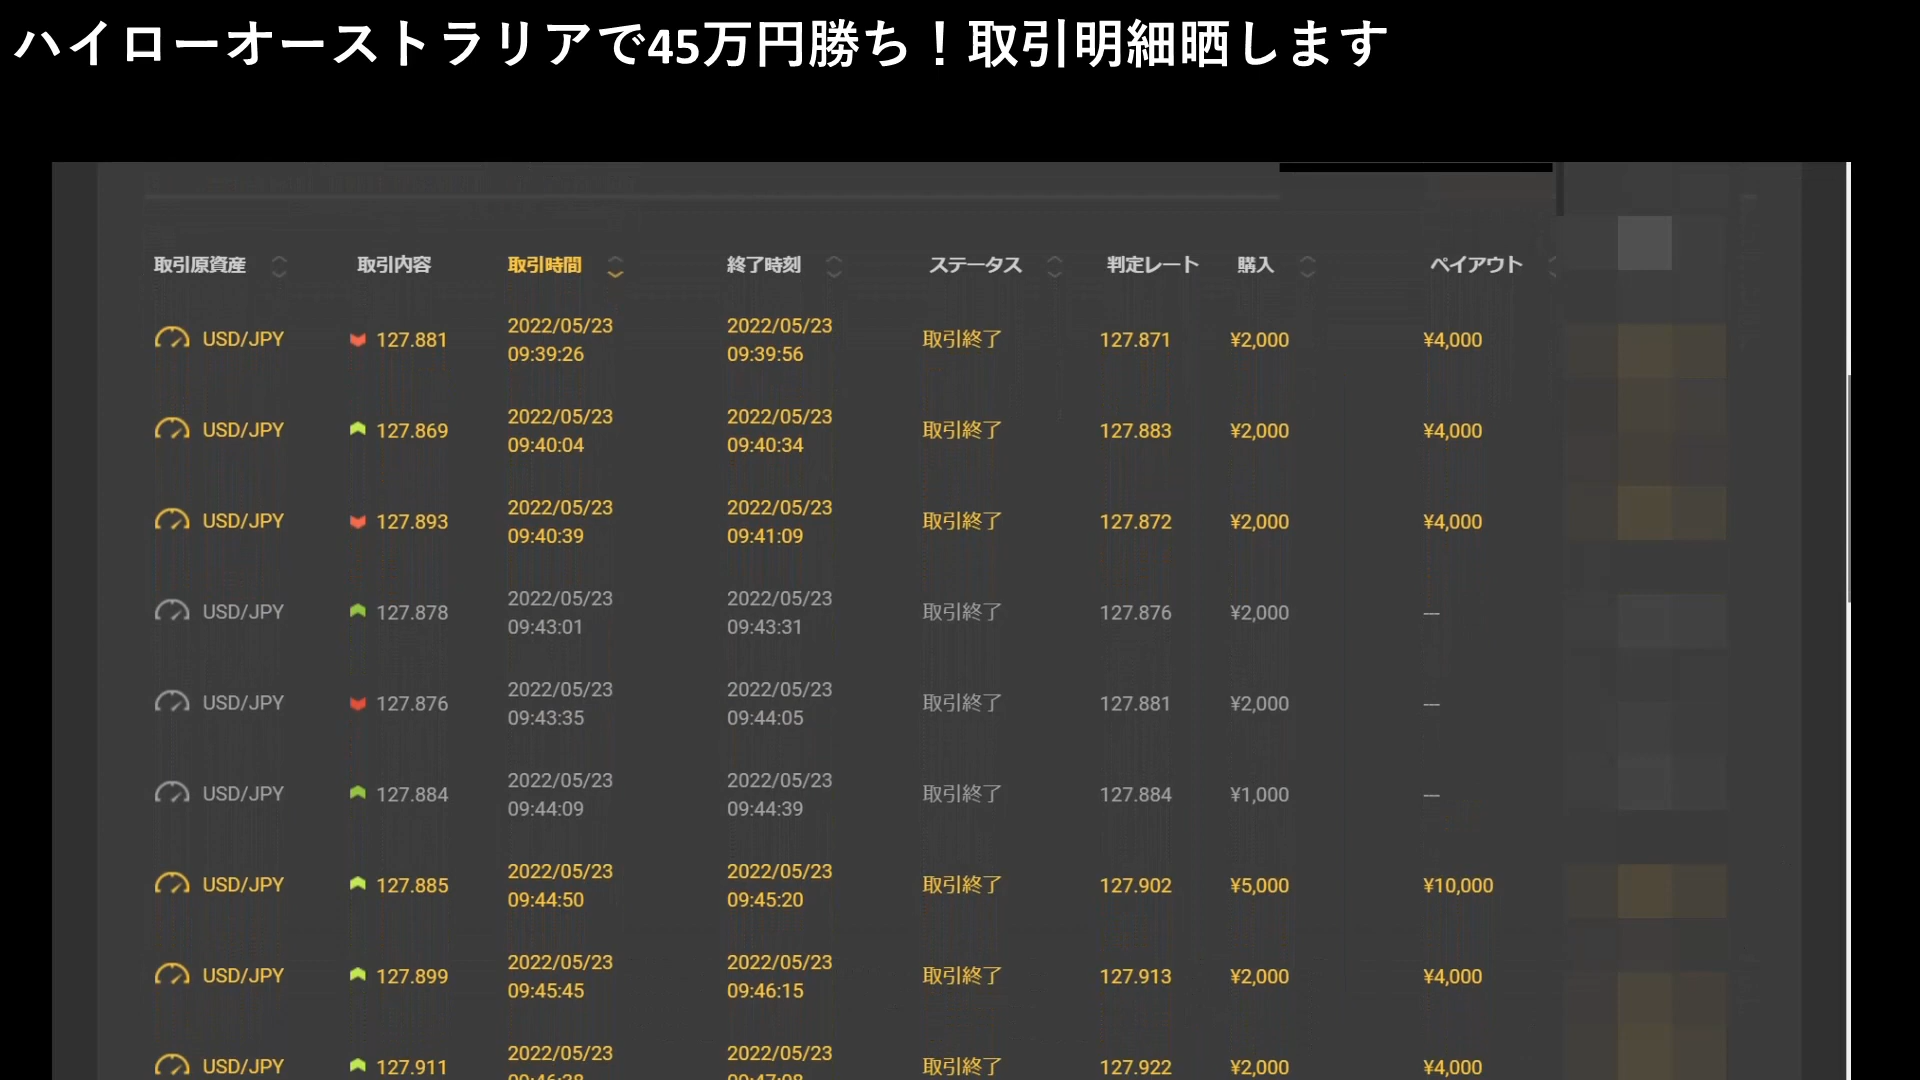 ハイローオーストラリアで45万円勝ち！取引明細晒します
取引原資産 取引内容 取引時間 終了時刻 ステータス 判定レート 購入 ペイアウト
USD/JPY 127.881 2022/05/23 09:39:26 2022/05/23 09:39:56 取引終了 127.871 ¥2,000 ¥4,000
USD/JPY 127.869 2022/05/23 09:40:04 2022/05/23 09:40:34 取引終了 127.883 ¥2,000 ¥4,000
USD/JPY 127.893 2022/05/23 09:40:39 2022/05/23 09:41:09 取引終了 127.872 ¥2,000 ¥4,000
USD/JPY 127.878 2022/05/23 09:43:01 2022/05/23 09:43:31 取引終了 127.876 ¥2,000 ---
USD/JPY 127.876 2022/05/23 09:43:35 2022/05/23 09:44:05 取引終了 127.881 ¥2,000 ---
USD/JPY 127.884 2022/05/23 09:44:09 2022/05/23 09:44:39 取引終了 127.884 ¥1,000 ---
USD/JPY 127.885 2022/05/23 09:44:50 2022/05/23 09:45:20 取引終了 127.902 ¥5,000 ¥10,000
USD/JPY 127.899 2022/05/23 09:45:45 2022/05/23 09:46:15 取引終了 127.913 ¥2,000 ¥4,000
USD/JPY 127.911 2022/05/23 2022/05/23 取引終了 127.922 ¥2,000 ¥4,000